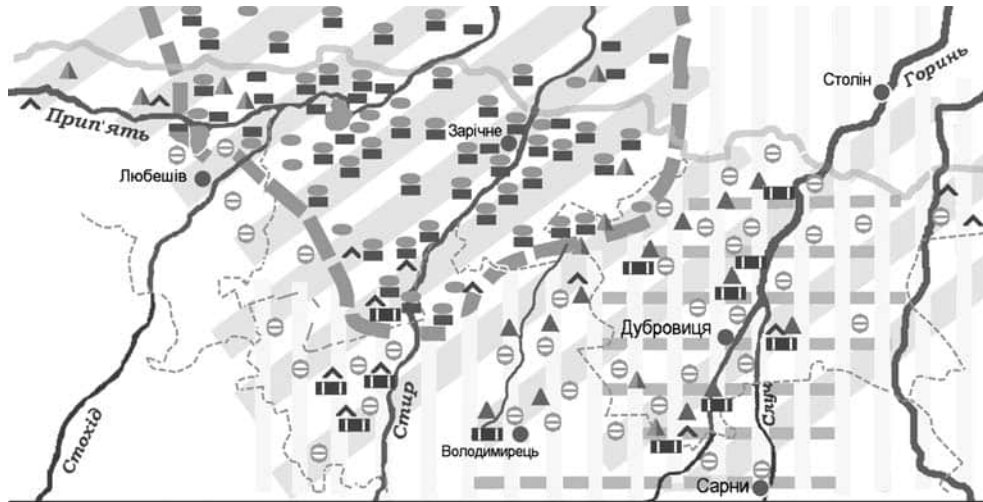 Столін
Горинь
Прип'ять
Зарічне
Любешів
Дубровиця
Стохід
Стир
Случ
Володимирець
Сарни